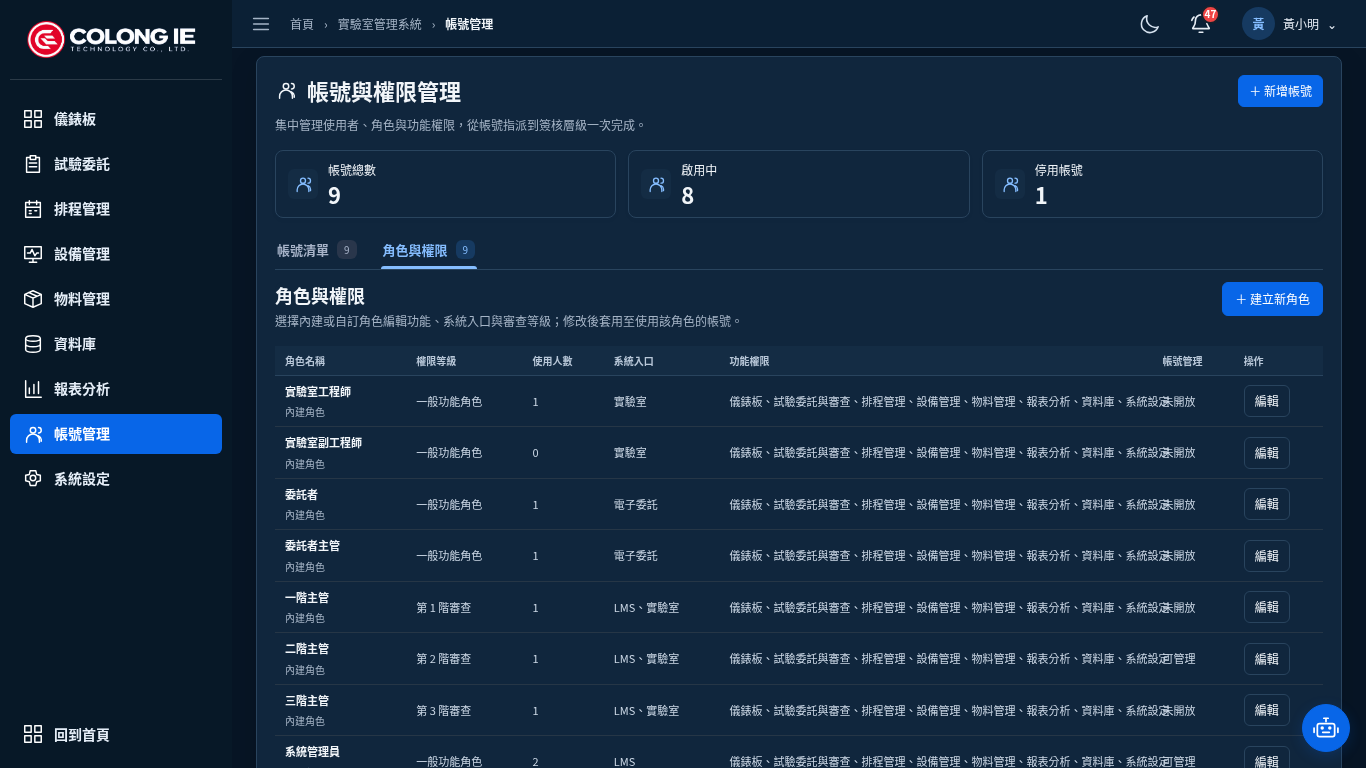 COLONG IE
TECHNOLOGY CO., LTD.
儀錶板
試驗委託
排程管理
設備管理
物料管理
資料庫
報表分析
帳號管理
系統設定
回到首頁
首頁 › 實驗室管理系統 › 帳號管理
47
黃 黃小明
帳號與權限管理
+ 新增帳號
集中管理使用者、角色與功能權限，從帳號指派到簽核層級一次完成。
帳號總數
9
啟用中
8
停用帳號
1
帳號清單 9 角色與權限 9
角色與權限
+ 建立新角色
選擇內建或自訂角色編輯功能、系統入口與審查等級；修改後套用至使用該角色的帳號。
角色名稱 權限等級 使用人數 系統入口 功能權限 帳號管理 操作
實驗室工程師
內建角色
一般功能角色 1 實驗室 儀錶板、試驗委託與審查、排程管理、設備管理、物料管理、報表分析、資料庫、系統設定 未開放 編輯
實驗室副工程師
內建角色
一般功能角色 0 實驗室 儀錶板、試驗委託與審查、排程管理、設備管理、物料管理、報表分析、資料庫、系統設定 未開放 編輯
委託者
內建角色
一般功能角色 1 電子委託 儀錶板、試驗委託與審查、排程管理、設備管理、物料管理、報表分析、資料庫、系統設定 未開放 編輯
委託者主管
內建角色
一般功能角色 1 電子委託 儀錶板、試驗委託與審查、排程管理、設備管理、物料管理、報表分析、資料庫、系統設定 未開放 編輯
一階主管
內建角色
第 1 階審查 1 LMS、實驗室 儀錶板、試驗委託與審查、排程管理、設備管理、物料管理、報表分析、資料庫、系統設定 未開放 編輯
二階主管
內建角色
第 2 階審查 1 LMS、實驗室 儀錶板、試驗委託與審查、排程管理、設備管理、物料管理、報表分析、資料庫、系統設定 可管理 編輯
三階主管
內建角色
第 3 階審查 1 LMS、實驗室 儀錶板、試驗委託與審查、排程管理、設備管理、物料管理、報表分析、資料庫、系統設定 未開放 編輯
系統管理員
一般功能角色 2 LMS 儀錶板、試驗委託與審查、排程管理、設備管理、物料管理、報表分析、資料庫、系統設定 可管理 編輯